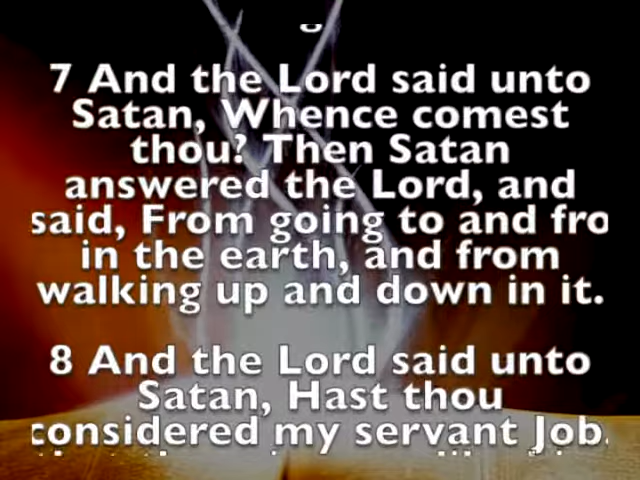 7 And the Lord said unto
Satan, Whence comest
thou? Then Satan
answered the Lord, and
said, From going to and fro
in the earth, and from
walking up and down in it.
8 And the Lord said unto
Satan, Hast thou
considered my servant Job,